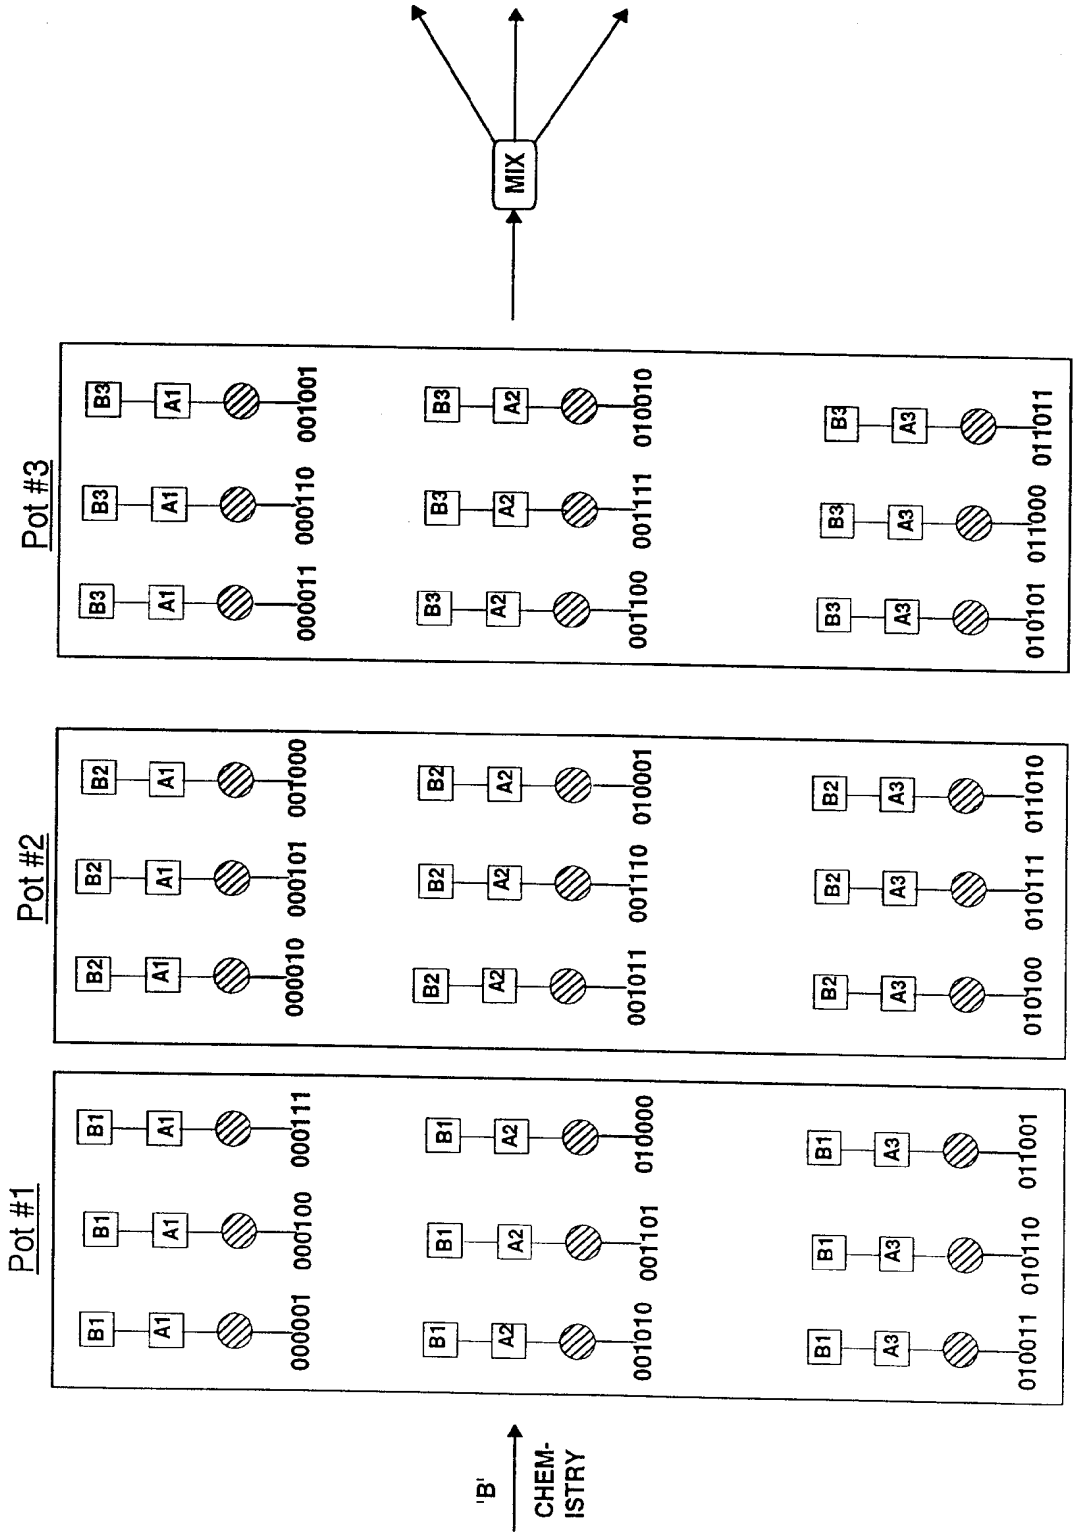 'B'
CHEM-
ISTRY
Pot #1
B1 B1 B1
A1 A1 A1
000001 000100 000111
B1 B1 B1
A2 A2 A2
001010 001101 010000
B1 B1 B1
A3 A3 A3
010011 010110 011001
Pot #2
B2 B2 B2
A1 A1 A1
000010 000101 001000
B2 B2 B2
A2 A2 A2
001011 001110 010001
B2 B2 B2
A3 A3 A3
010100 010111 011010
Pot #3
B3 B3 B3
A1 A1 A1
000011 000110 001001
B3 B3 B3
A2 A2 A2
001100 001111 010010
B3 B3 B3
A3 A3 A3
010101 011000 011011
MIX